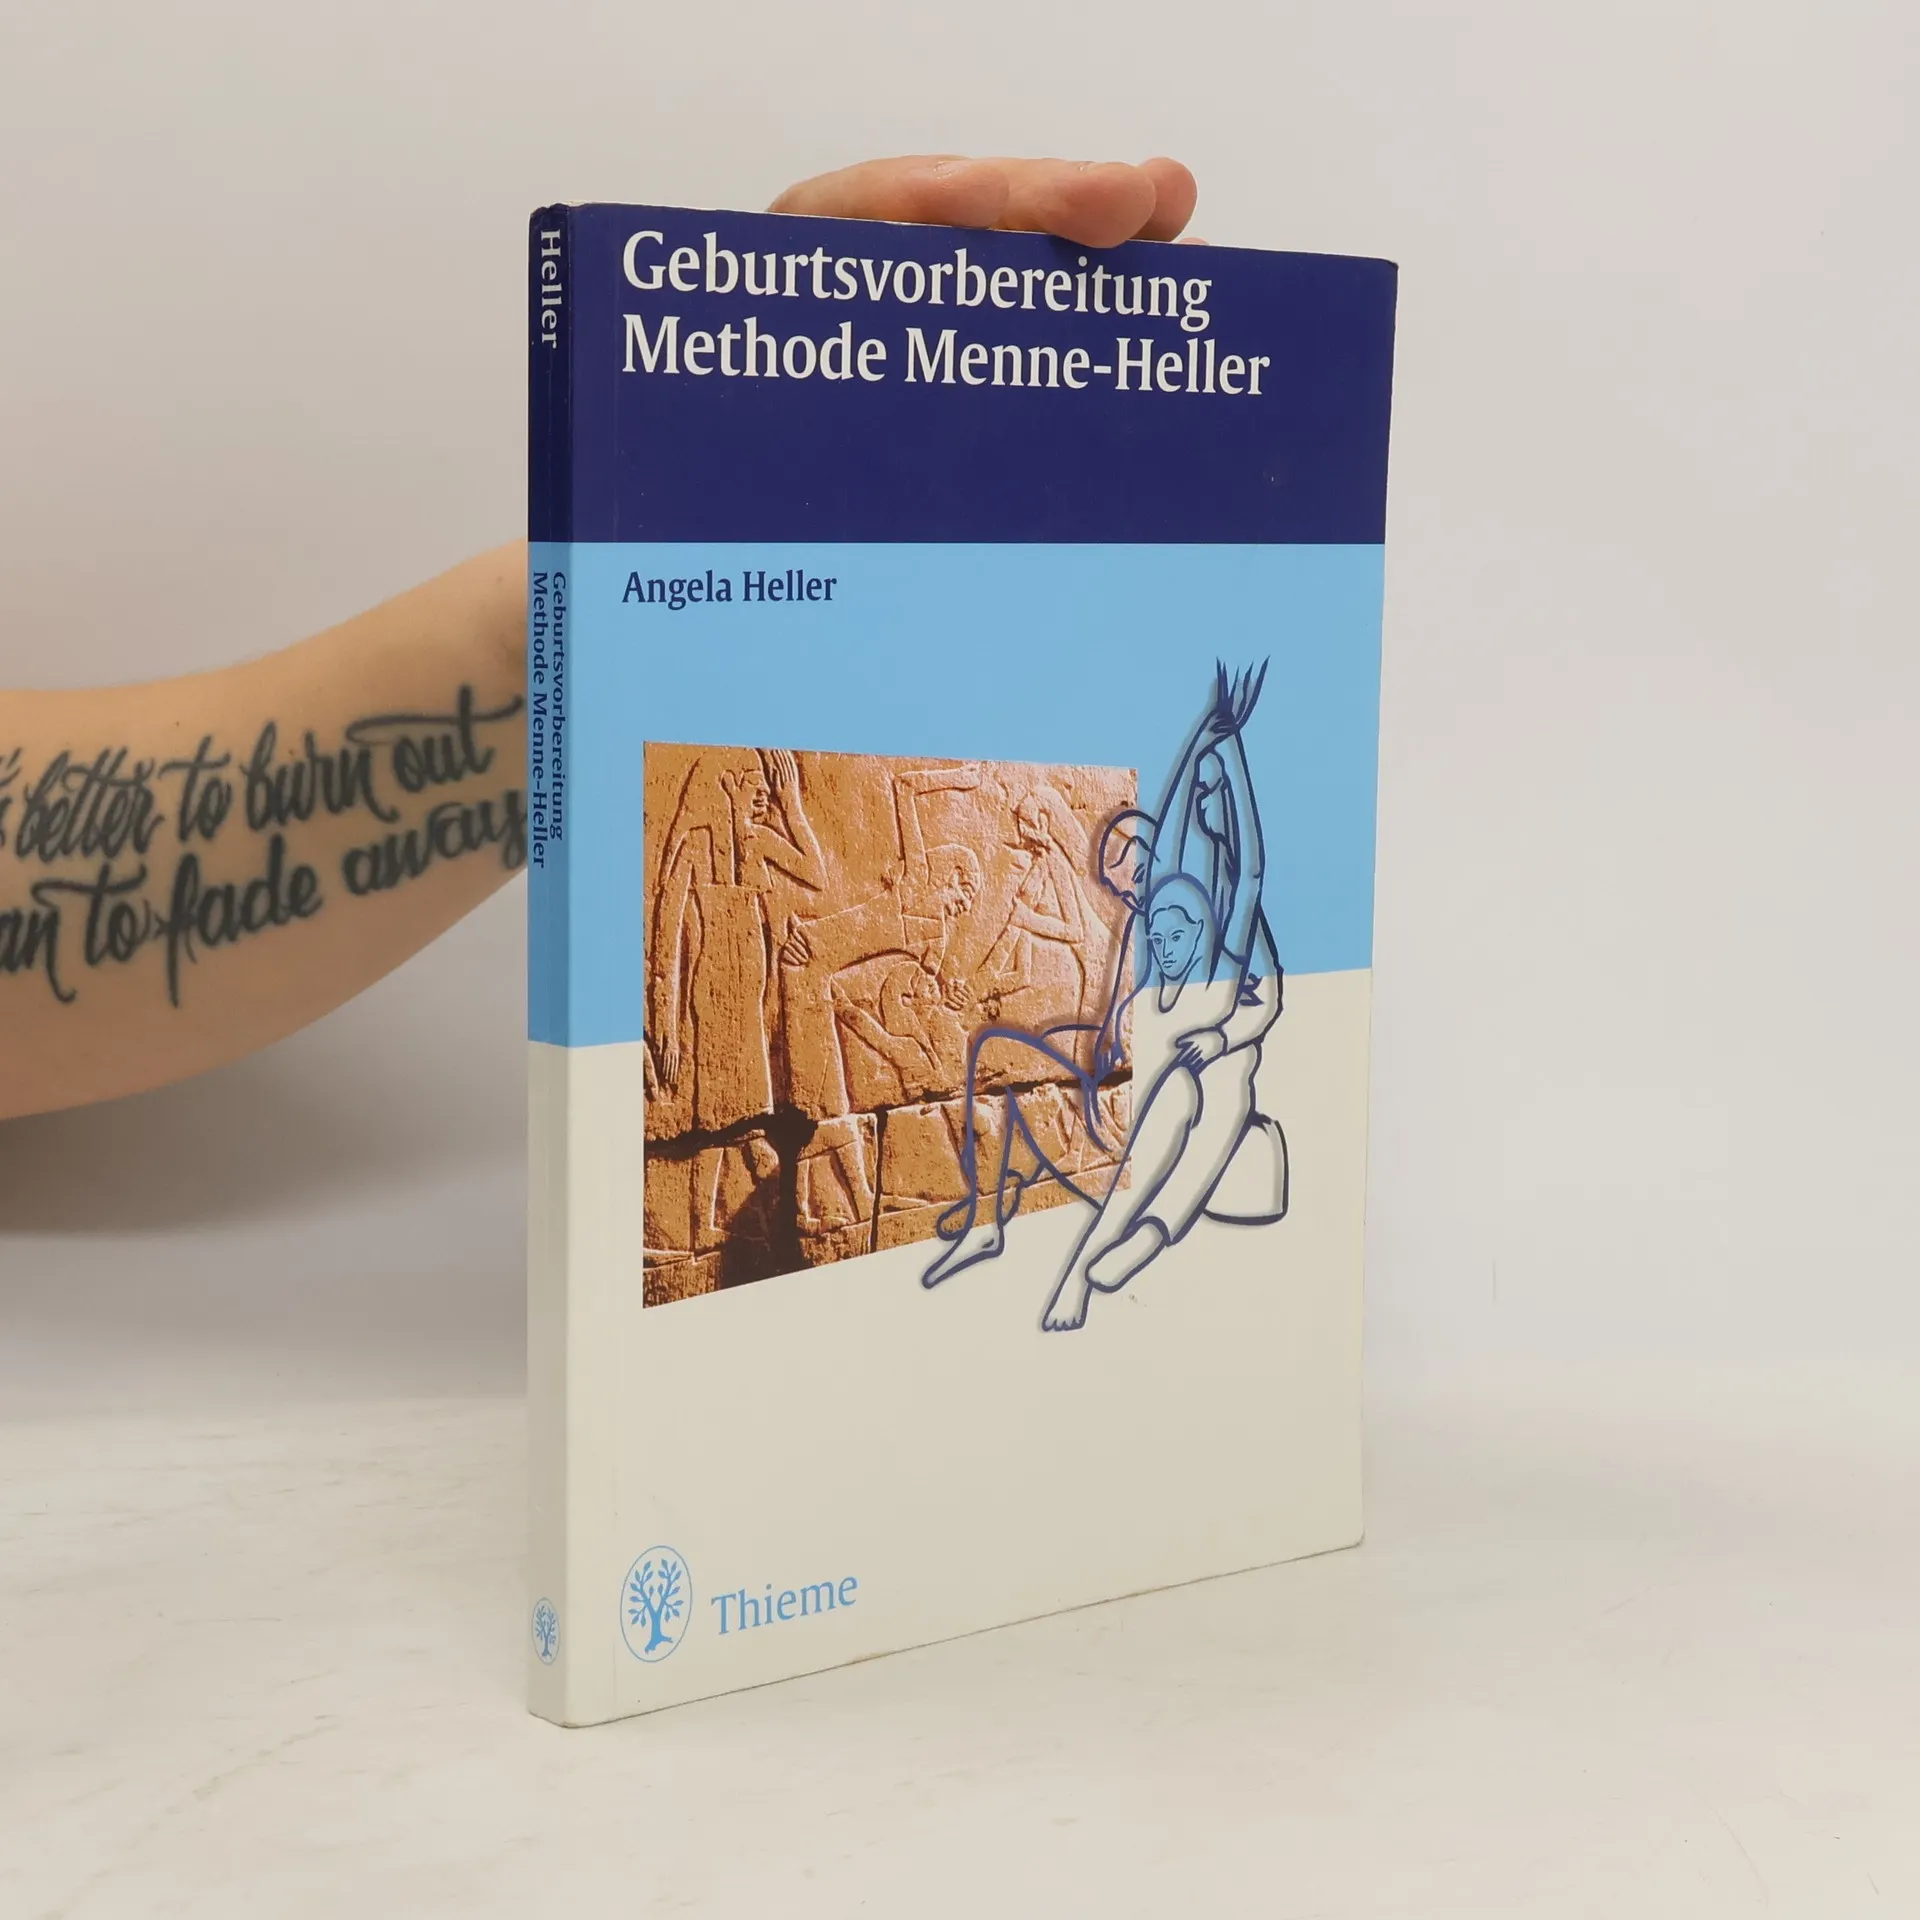 Geburtsvorbereitung
Methode Menne-Heller
Angela Heller
Thieme
Heller
Geburtsvorbereitung
Methode Menne-Heller
better to burn out
to fade away